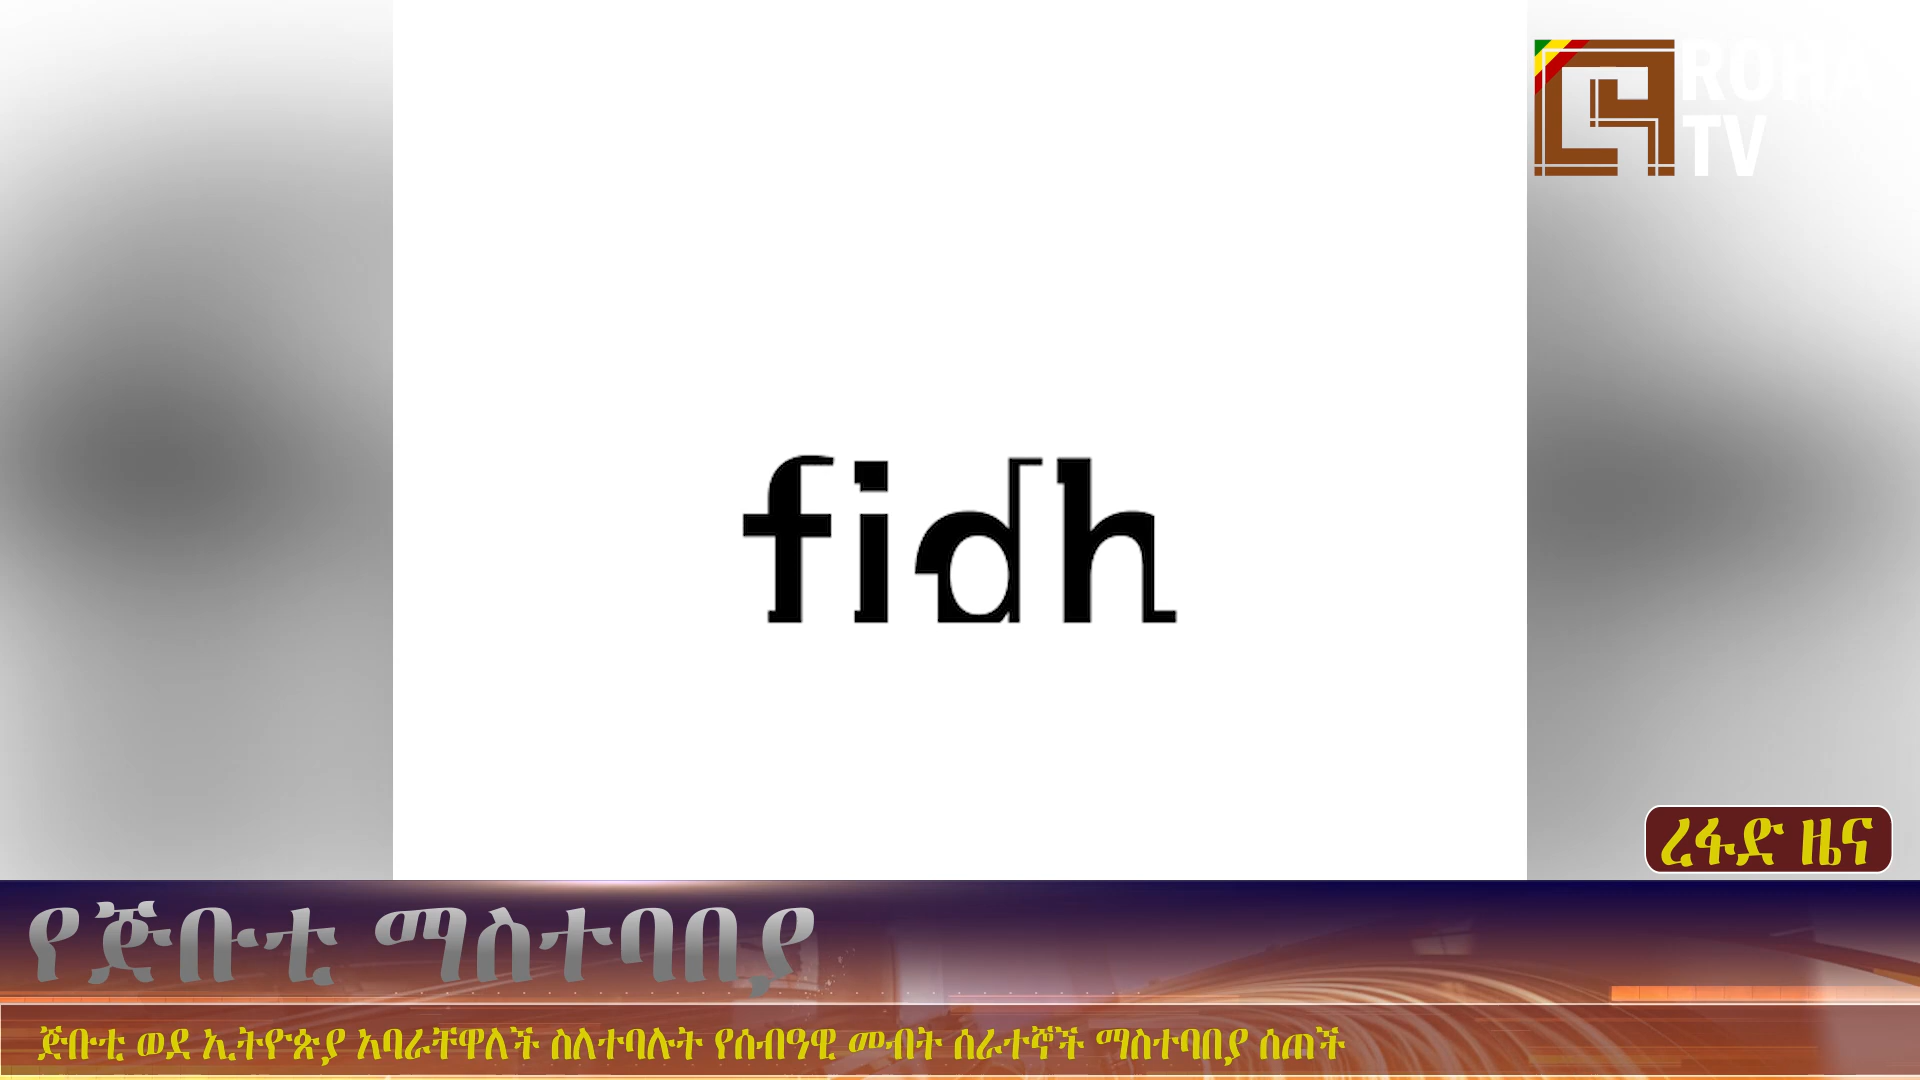 ROHA
TV
fidh
ረፋድ ዜና
የጅቡቲ ማስተባበያ
ጅቡቲ ወደ ኢትዮጵያ አባራቸዋለች ስለተባሉት የሰብዓዊ መብት ሰራተኞች ማስተባበያ ሰጠች